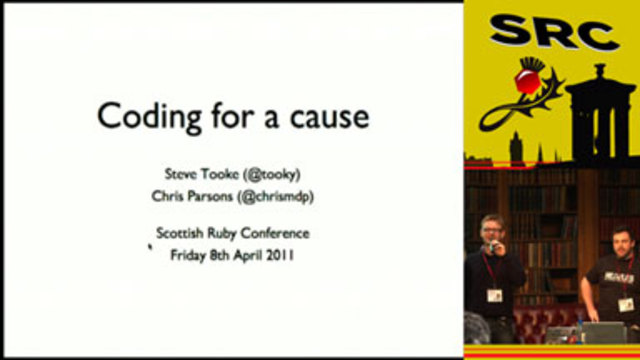 Coding for a cause
Steve Tooke (@tooky)
Chris Parsons (@chrismdp)
Scottish Ruby Conference
Friday 8th April 2011
SRC